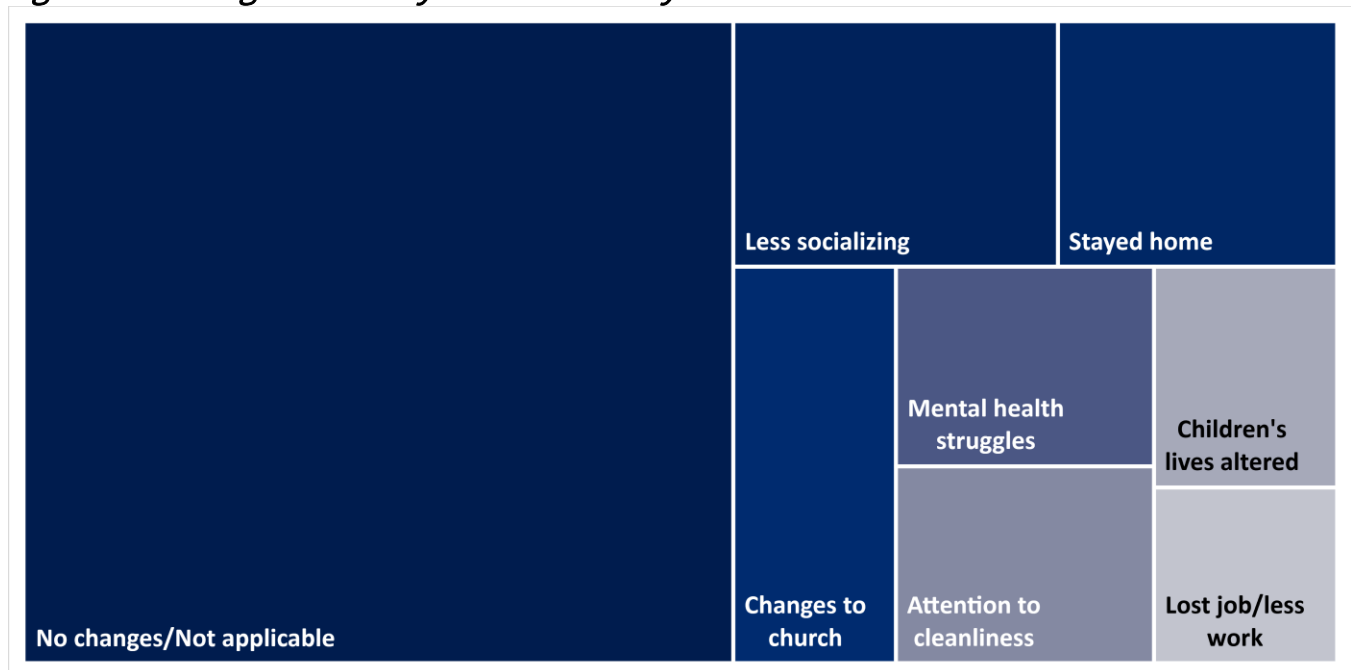 Less socializing
Stayed home
Mental health
struggles
Children's
lives altered
Changes to
church
Attention to
cleanliness
Lost job/less
work
No changes/Not applicable